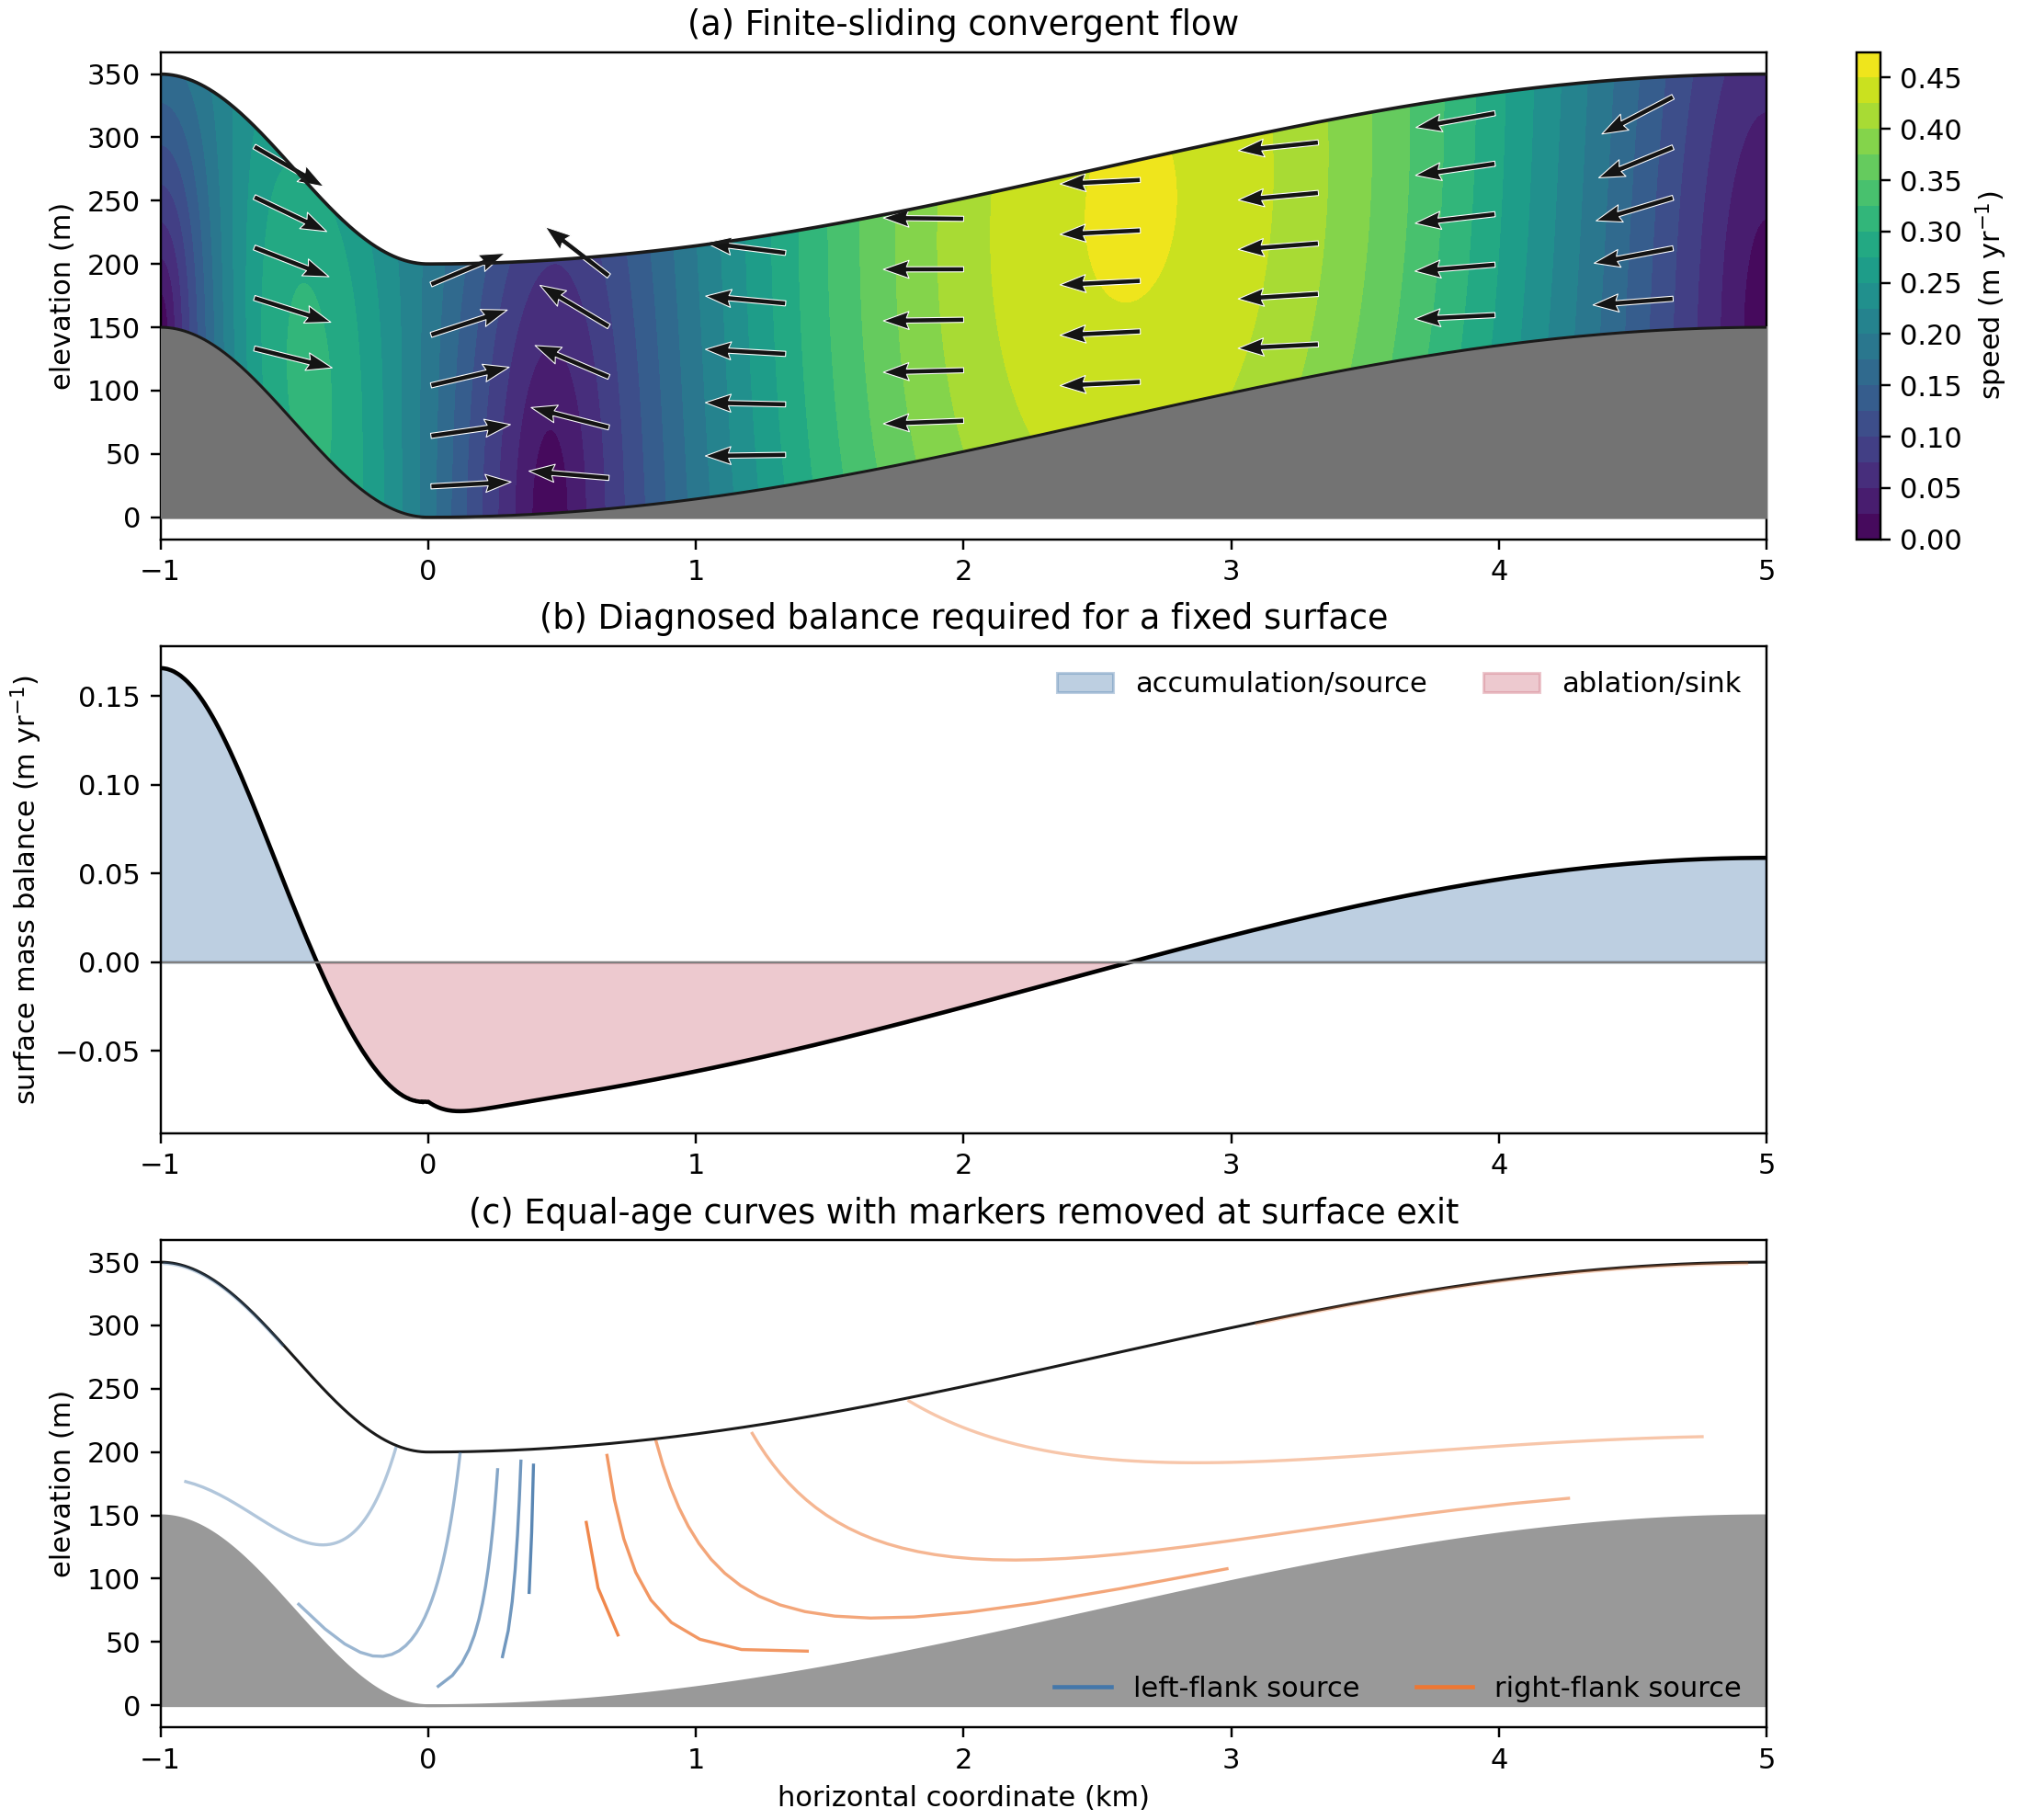 (a) Finite-sliding convergent flow
350
300
250
200
150
100
50
0
elevation (m)
−1 0 1 2 3 4 5
0.45
0.40
0.35
0.30
0.25
0.20
0.15
0.10
0.05
0.00
speed (m yr⁻¹)
(b) Diagnosed balance required for a fixed surface
accumulation/source ablation/sink
0.15
0.10
0.05
0.00
−0.05
surface mass balance (m yr⁻¹)
−1 0 1 2 3 4 5
(c) Equal-age curves with markers removed at surface exit
350
300
250
200
150
100
50
0
elevation (m)
left-flank source right-flank source
−1 0 1 2 3 4 5
horizontal coordinate (km)